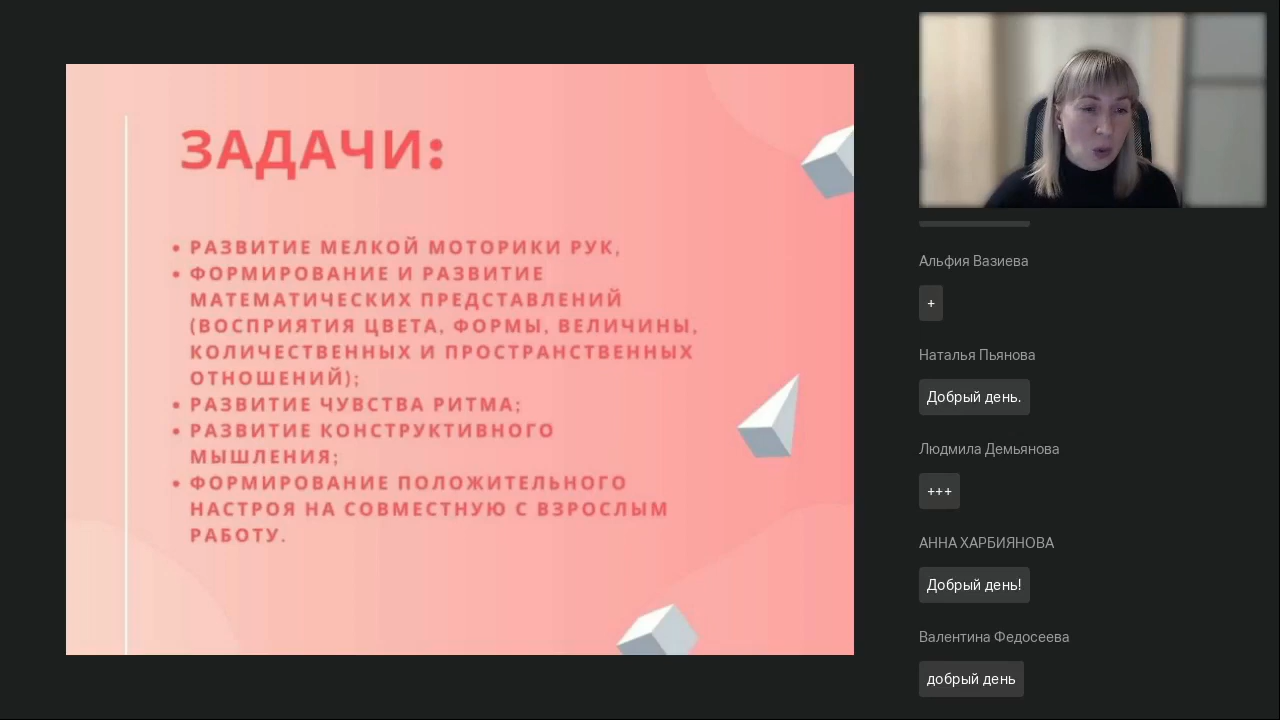 ЗАДАЧИ:
• РАЗВИТИЕ МЕЛКОЙ МОТОРИКИ РУК,
• ФОРМИРОВАНИЕ И РАЗВИТИЕ
МАТЕМАТИЧЕСКИХ ПРЕДСТАВЛЕНИЙ
(ВОСПРИЯТИЯ ЦВЕТА, ФОРМЫ, ВЕЛИЧИНЫ,
КОЛИЧЕСТВЕННЫХ И ПРОСТРАНСТВЕННЫХ
ОТНОШЕНИЙ);
• РАЗВИТИЕ ЧУВСТВА РИТМА;
• РАЗВИТИЕ КОНСТРУКТИВНОГО
МЫШЛЕНИЯ;
• ФОРМИРОВАНИЕ ПОЛОЖИТЕЛЬНОГО
НАСТРОЯ НА СОВМЕСТНУЮ С ВЗРОСЛЫМ
РАБОТУ.
Альфия Вазиева
+
Наталья Пьянова
Добрый день.
Людмила Демьянова
+++
АННА ХАРБИЯНОВА
Добрый день!
Валентина Федосеева
добрый день